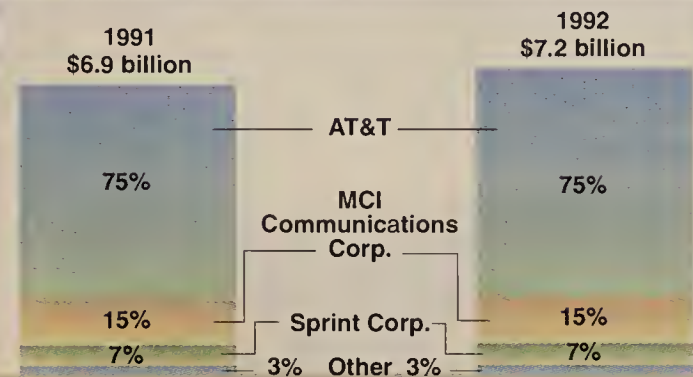 1991
$6.9 billion
1992
$7.2 billion
AT&T
75%
75%
MCI
Communications
Corp.
15%
15%
Sprint Corp.
7%
7%
3% Other 3%